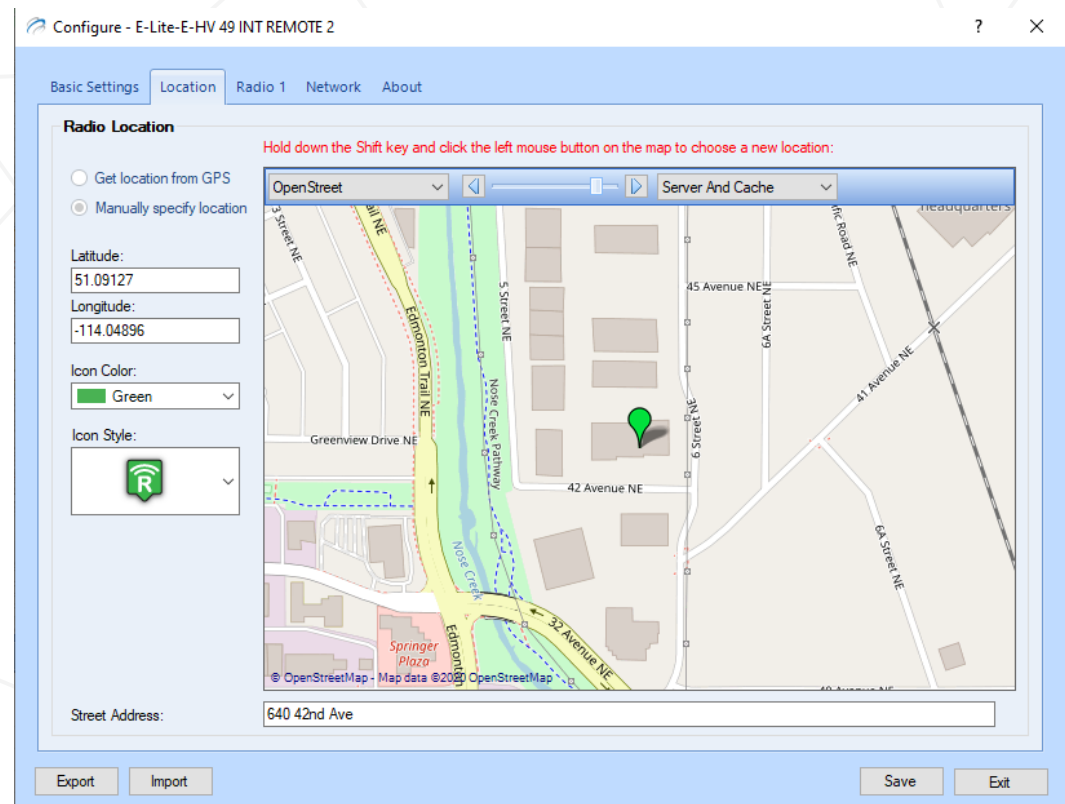 Configure - E-Lite-E-HV 49 INT REMOTE 2
?
Basic Settings Location Radio 1 Network About
Radio Location
Hold down the Shift key and click the left mouse button on the map to choose a new location:
Get location from GPS
Manually specify location
OpenStreet
Server And Cache
Latitude:
51.09127
Longitude:
-114.04896
Icon Color:
Green
Icon Style:
R
3 Street NE
ail NE
fic Road NE
headquarters
45 Avenue NE
6A Street NE
5 Street NE
Edmonton Trail NE
41 Avenue NE
Nose Creek Pathway
6 Street NE
Greenview Drive NE
42 Avenue NE
6A Street NE
Nose Creek
32 Avenue NE
Edmonton
Springer
Plaza
© OpenStreetMap - Map data ©2020 OpenStreetMap
Street Address:
640 42nd Ave
Export
Import
Save
Exit